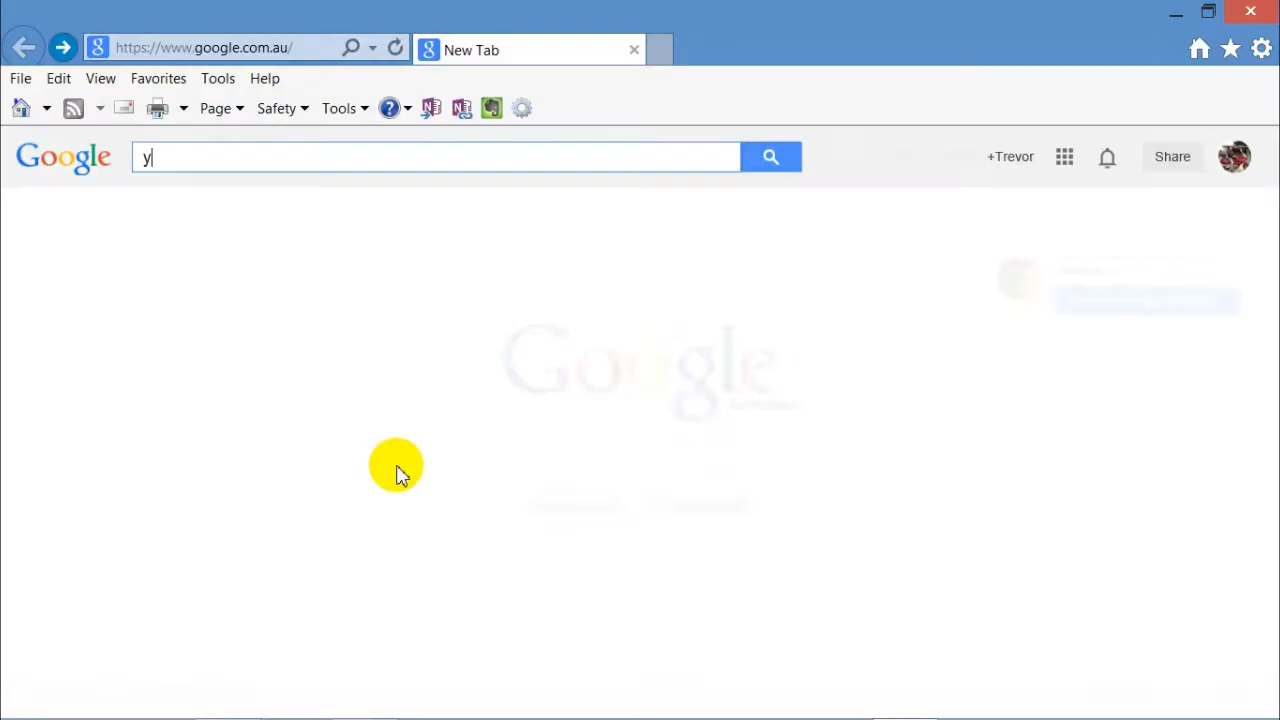 https://www.google.com.au/
New Tab
File Edit View Favorites Tools Help
Page Safety Tools
Google y +Trevor Share
Google